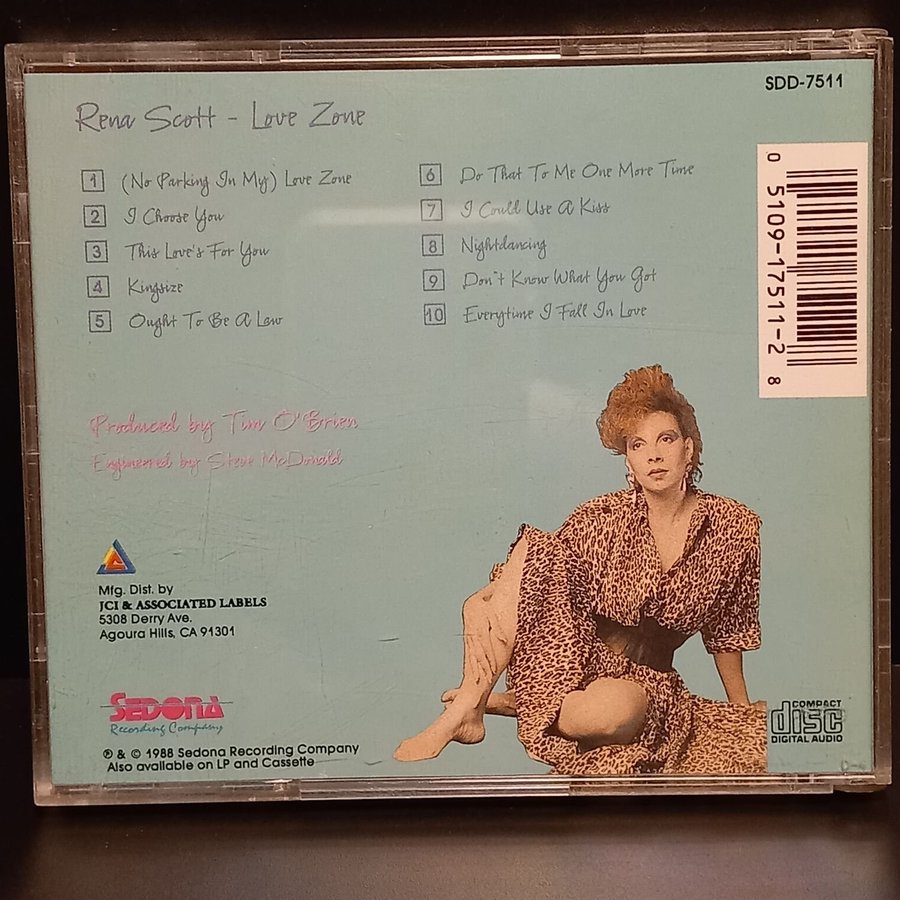 SDD-7511
Rena Scott - Love Zone
1 (No Parking In My) Love Zone
2 I Choose You
3 This Love's For You
4 Kingsize
5 Ought To Be A Law
6 Do That To Me One More Time
7 I Could Use A Kiss
8 Nightdancing
9 Don't Know What You Got
10 Everytime I Fall In Love
0 5109-17511-2 8
Produced by Tim O'Brien
Engineered by Steve McDonald
Mfg. Dist. by
JCI & ASSOCIATED LABELS
5308 Derry Ave.
Agoura Hills, CA 91301
SEDONA
Recording Company
℗ & © 1988 Sedona Recording Company
Also available on LP and Cassette
COMPACT
disc
DIGITAL AUDIO